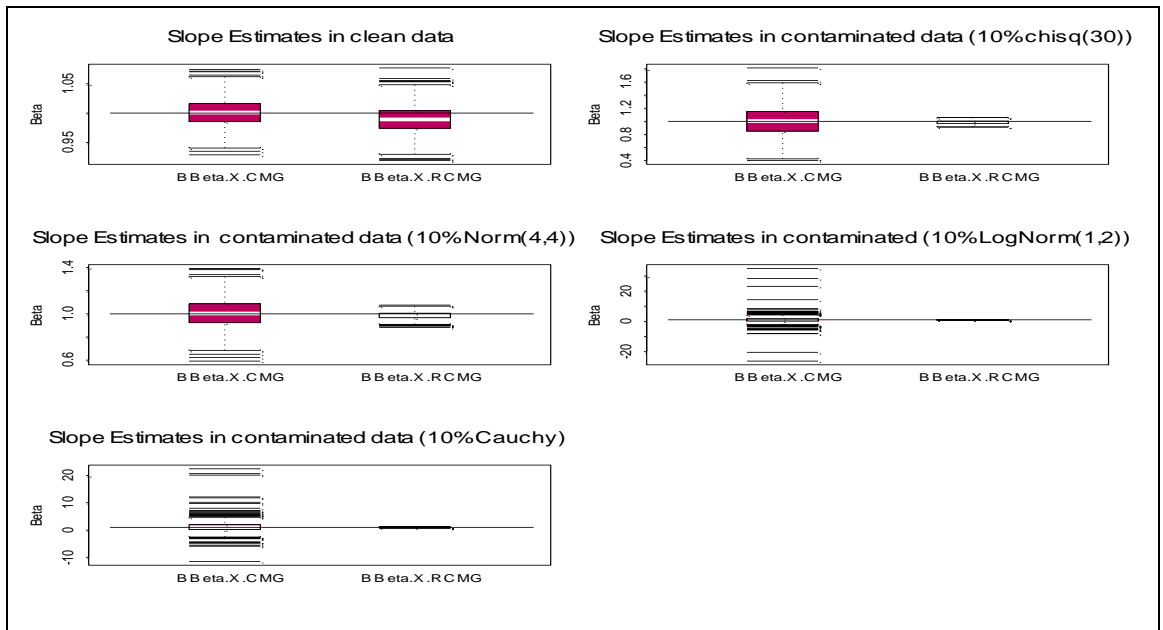 Slope Estimates in clean data
Beta
1.05
0.95
BBeta.X.CMG
BBeta.X.RCMG
Slope Estimates in contaminated data (10%chisq(30))
Beta
1.6
1.2
0.8
0.4
BBeta.X.CMG
BBeta.X.RCMG
Slope Estimates in contaminated data (10%Norm(4,4))
Beta
1.4
1.0
0.6
BBeta.X.CMG
BBeta.X.RCMG
Slope Estimates in contaminated (10%LogNorm(1,2))
Beta
20
0
-20
BBeta.X.CMG
BBeta.X.RCMG
Slope Estimates in contaminated data (10%Cauchy)
Beta
20
10
0
-10
BBeta.X.CMG
BBeta.X.RCMG